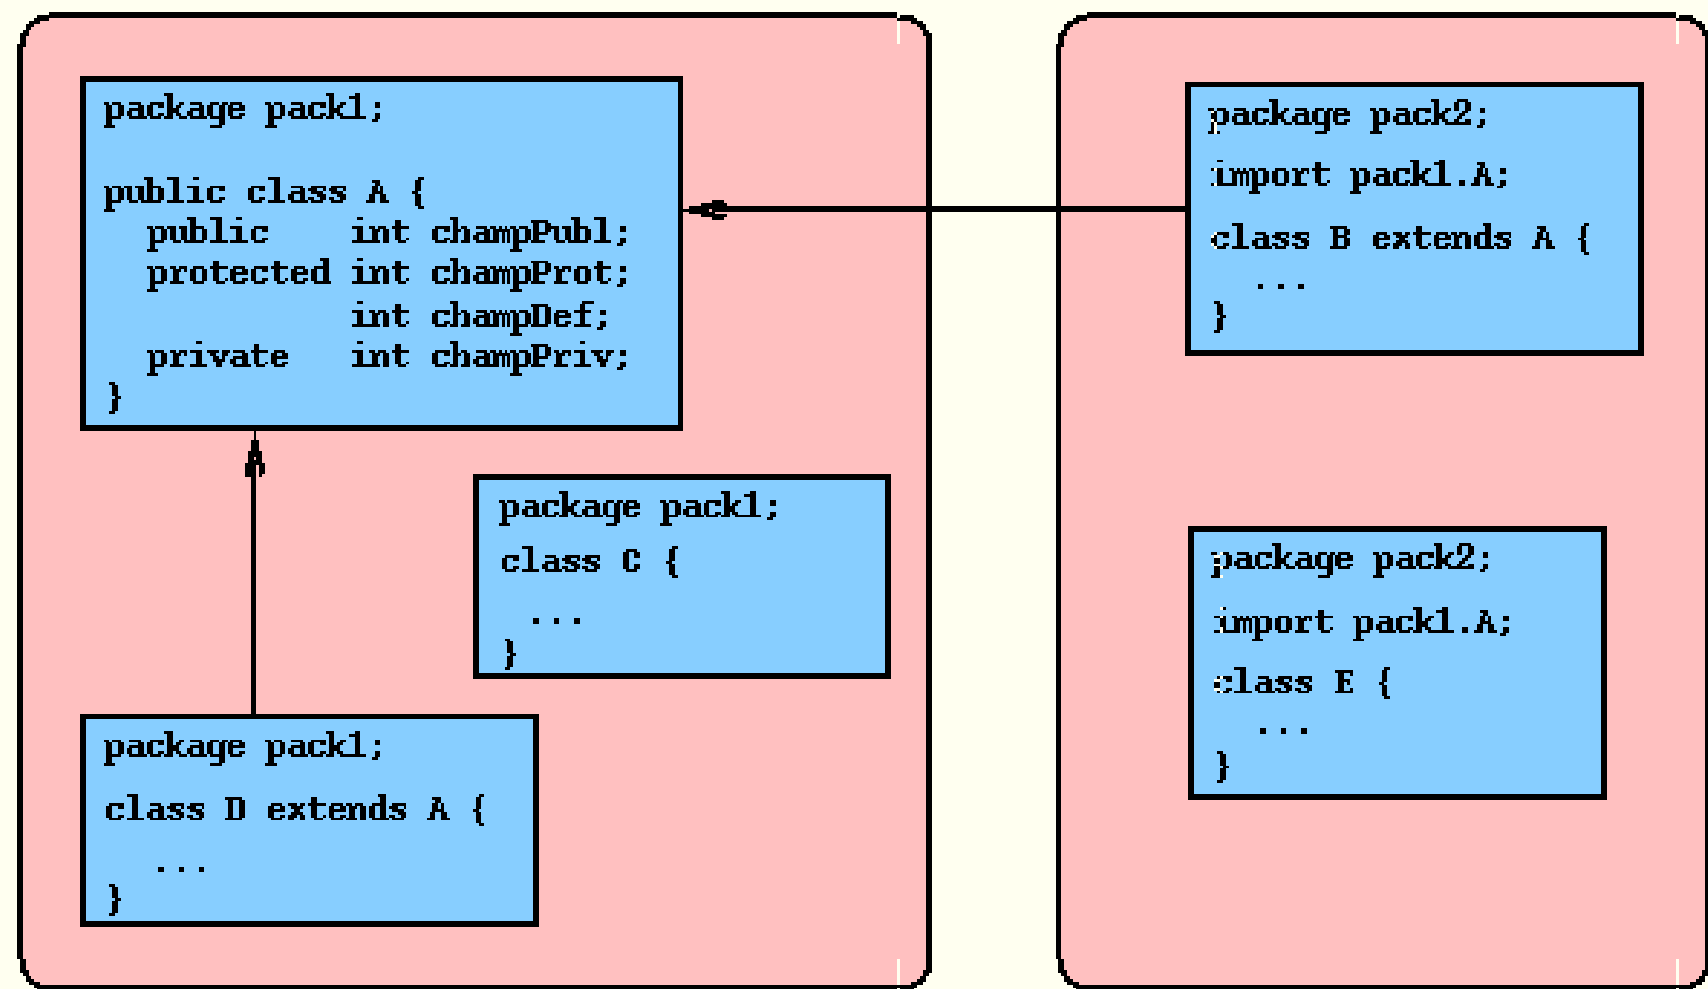 package pack1;
public class A {
public int champPubl;
protected int champProt;
int champDef;
private int champPriv;
}
package pack1;
class C {
...
}
package pack1;
class D extends A {
...
}
package pack2;
import pack1.A;
class B extends A {
...
}
package pack2;
import pack1.A;
class E {
...
}